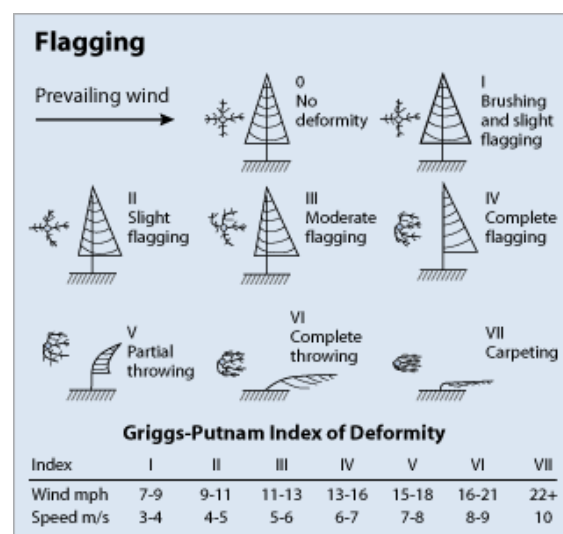 Flagging
Prevailing wind
0
No
deformity
I
Brushing
and slight
flagging
II
Slight
flagging
III
Moderate
flagging
IV
Complete
flagging
V
Partial
throwing
VI
Complete
throwing
VII
Carpeting
Griggs-Putnam Index of Deformity
Index I II III IV V VI VII
Wind mph 7-9 9-11 11-13 13-16 15-18 16-21 22+
Speed m/s 3-4 4-5 5-6 6-7 7-8 8-9 10